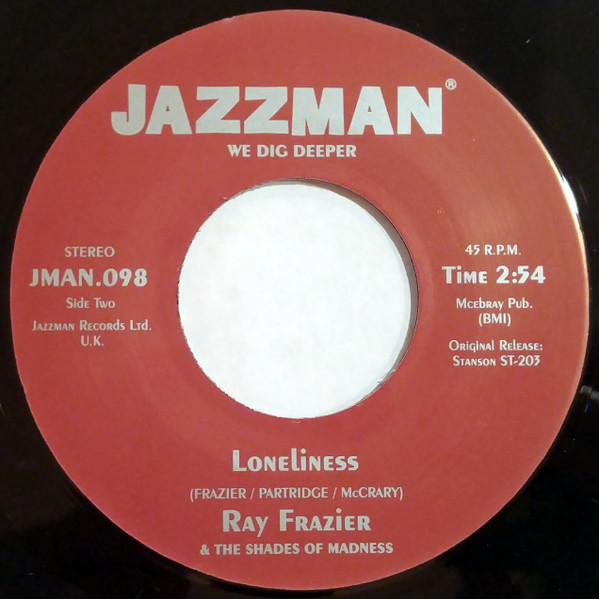 JAZZMAN®
WE DIG DEEPER
STEREO
JMAN.098
Side Two
Jazzman Records Ltd.
U.K.
45 R.P.M.
Time 2:54
Mcebray Pub.
(BMI)
Original Release:
Stanson ST-203
Loneliness
(FRAZIER / PARTRIDGE / McCRARY)
Ray Frazier
& THE SHADES OF MADNESS